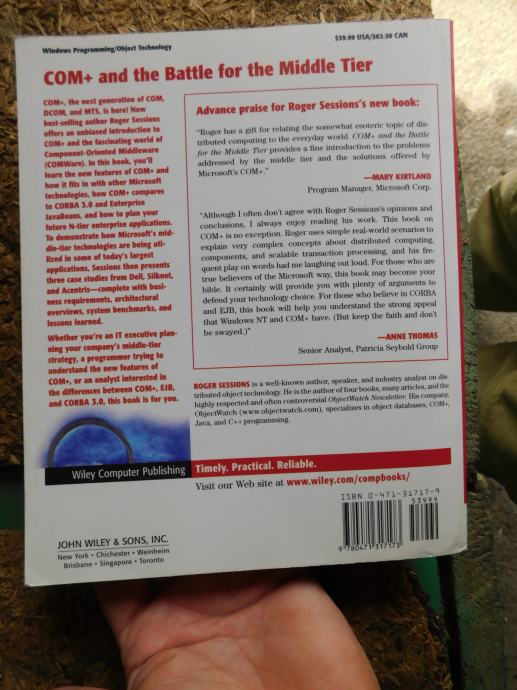 Windows Programming/Object Technology
$39.99 USA/$62.50 CAN
COM+ and the Battle for the Middle Tier
COM+, the next generation of COM,
DCOM, and MTS, is here! Now
best-selling author Roger Sessions
offers an unbiased introduction to
COM+ and the fascinating world of
Component-Oriented Middleware
(COMWare). In this book, you'll
learn the new features of COM+ and
how it fits in with other Microsoft
technologies, how COM+ compares
to CORBA 3.0 and Enterprise
JavaBeans, and how to plan your
future N-tier enterprise applications.
To demonstrate how Microsoft's mid-
dle-tier technologies are being uti-
lized in some of today's largest
applications, Sessions then presents
three case studies from Dell, Silknet,
and Acentris—complete with busi-
ness requirements, architectural
overviews, system benchmarks, and
lessons learned.
Whether you're an IT executive plan-
ning your company's middle-tier
strategy, a programmer trying to
understand the new features of
COM+, or an analyst interested in
the differences between COM+, EJB,
and CORBA 3.0, this book is for you.
Advance praise for Roger Sessions's new book:
"Roger has a gift for relating the somewhat esoteric topic of dis-
tributed computing to the everyday world. COM+ and the Battle
for the Middle Tier provides a fine introduction to the problems
addressed by the middle tier and the solutions offered by
Microsoft's COM+."
—MARY KIRTLAND
Program Manager, Microsoft Corp.
"Although I often don't agree with Roger Sessions's opinions and
conclusions, I always enjoy reading his work. This book on
COM+ is no exception. Roger uses simple real-world scenarios to
explain very complex concepts about distributed computing,
components, and scalable transaction processing, and his fre-
quent play on words had me laughing out loud. For those who are
true believers of the Microsoft way, this book may become your
bible. It certainly will provide you with plenty of arguments to
defend your technology choice. For those who believe in CORBA
and EJB, this book will help you understand the strong appeal
that Windows NT and COM+ have. (But keep the faith and don't
be swayed.)"
—ANNE THOMAS
Senior Analyst, Patricia Seybold Group
ROGER SESSIONS is a well-known author, speaker, and industry analyst on dis-
tributed object technology. He is the author of four books, many articles, and the
highly respected and often controversial ObjectWatch Newsletter. His company,
ObjectWatch (www.objectwatch.com), specializes in object databases, COM+,
Java, and C++ programming.
Wiley Computer Publishing
Timely. Practical. Reliable.
Visit our Web site at www.wiley.com/compbooks/
ISBN 0-471-31717-9
53999
9 780471 317173
JOHN WILEY & SONS, INC.
New York • Chichester • Weinheim
Brisbane • Singapore • Toronto